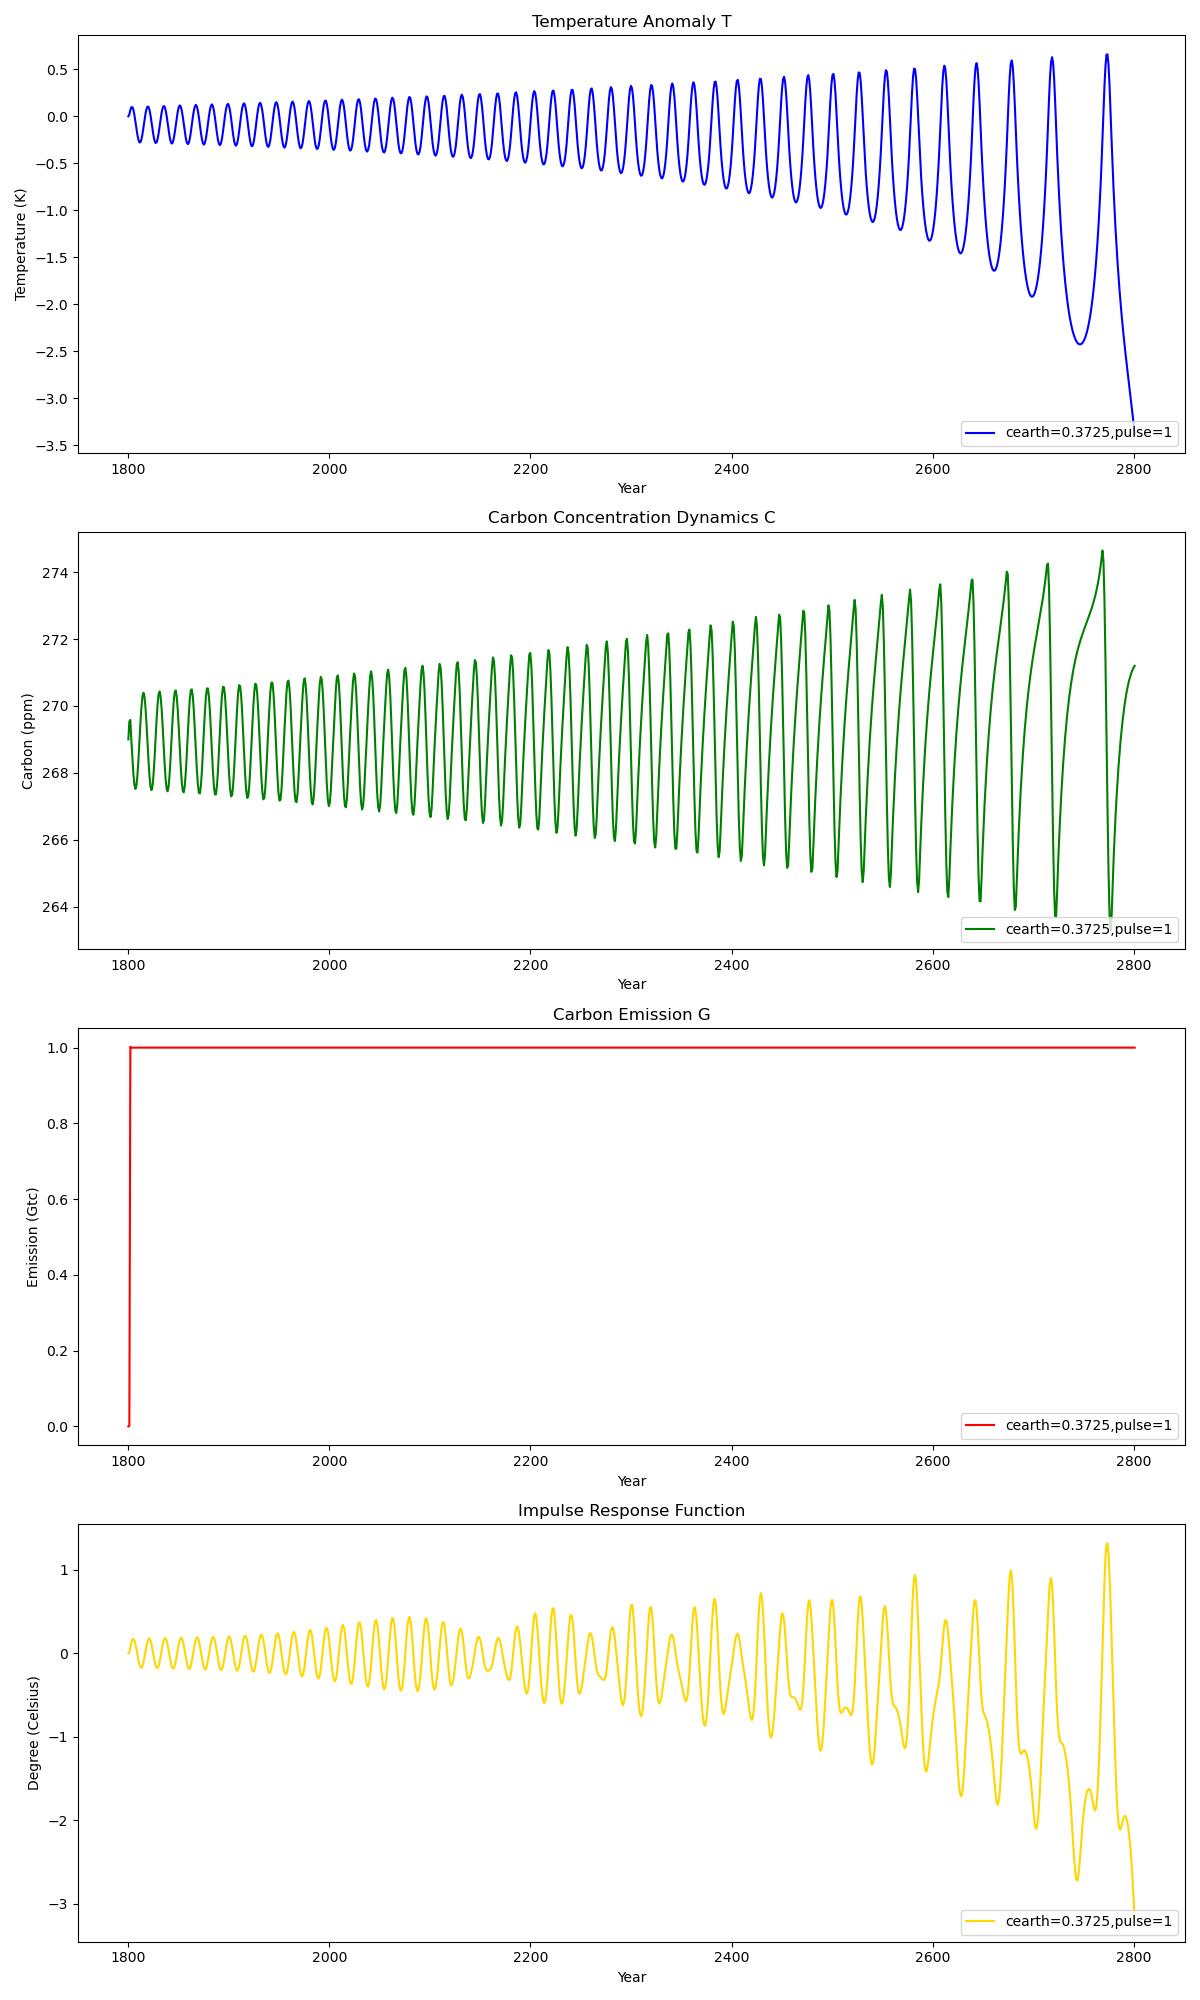 Temperature Anomaly T
Temperature (K)
0.5
0.0
−0.5
−1.0
−1.5
−2.0
−2.5
−3.0
−3.5
cearth=0.3725,pulse=1
1800 2000 2200 2400 2600 2800
Year
Carbon Concentration Dynamics C
Carbon (ppm)
274
272
270
268
266
264
cearth=0.3725,pulse=1
1800 2000 2200 2400 2600 2800
Year
Carbon Emission G
Emission (Gtc)
1.0
0.8
0.6
0.4
0.2
0.0
cearth=0.3725,pulse=1
1800 2000 2200 2400 2600 2800
Year
Impulse Response Function
Degree (Celsius)
1
0
−1
−2
−3
cearth=0.3725,pulse=1
1800 2000 2200 2400 2600 2800
Year